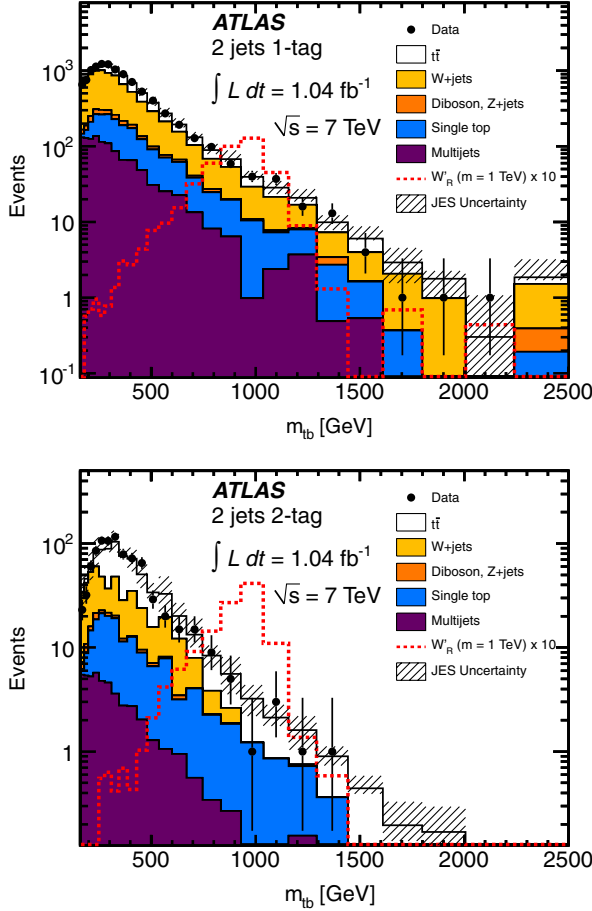 ATLAS
2 jets 1-tag
∫ L dt = 1.04 fb⁻¹
√s = 7 TeV
Data
tt̄
W+jets
Diboson, Z+jets
Single top
Multijets
W'R (m = 1 TeV) x 10
JES Uncertainty
Events
10³
10²
10
1
10⁻¹
500 1000 1500 2000 2500
mtb [GeV]
ATLAS
2 jets 2-tag
∫ L dt = 1.04 fb⁻¹
√s = 7 TeV
Data
tt̄
W+jets
Diboson, Z+jets
Single top
Multijets
W'R (m = 1 TeV) x 10
JES Uncertainty
Events
10²
10
1
500 1000 1500 2000 2500
mtb [GeV]